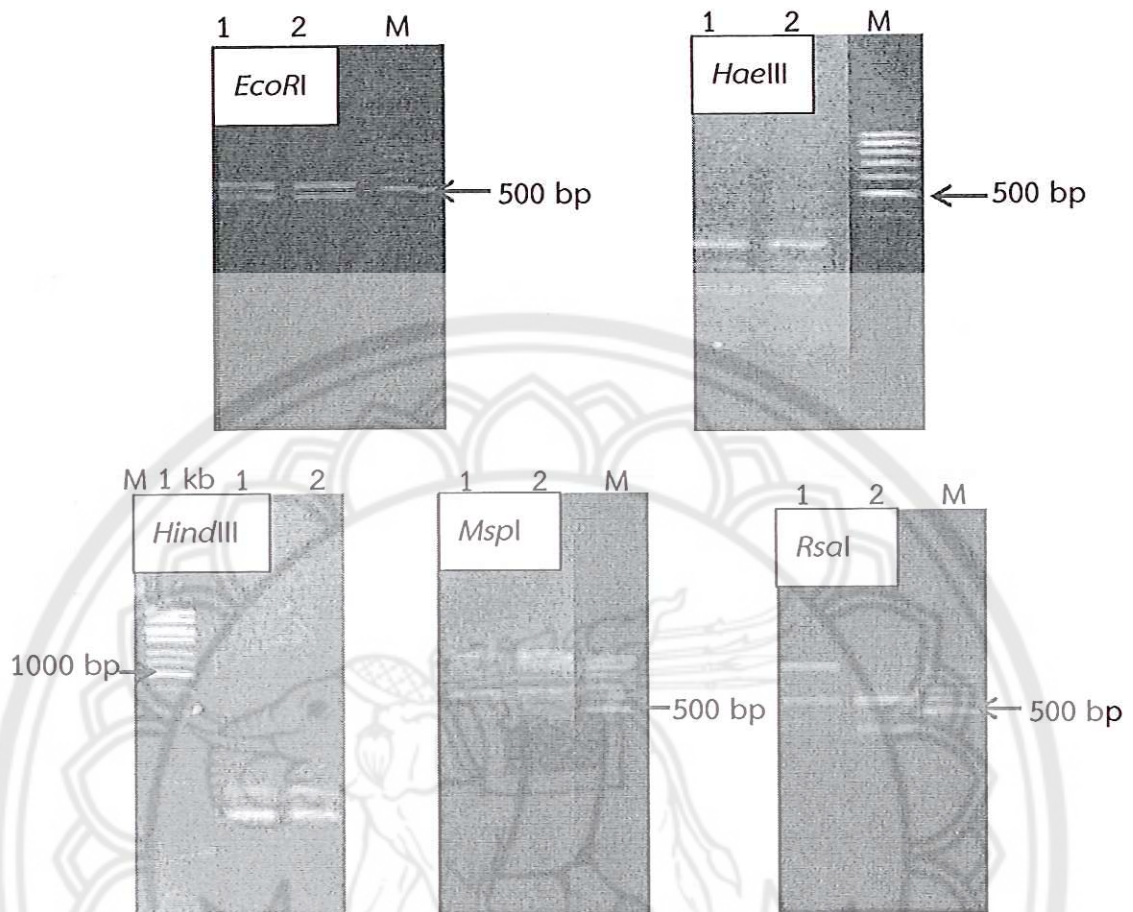 1 2 M
EcoRI
500 bp
1 2 M
HaeIII
500 bp
M 1 kb 1 2
HindIII
1000 bp
1 2 M
MspI
500 bp
1 2 M
RsaI
500 bp